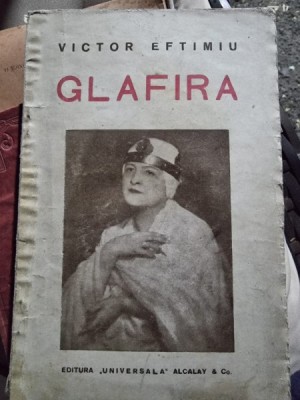 VICTOR EFTIMIU
GLAFIRA
EDITURA „UNIVERSALA" ALCALAY & Co.